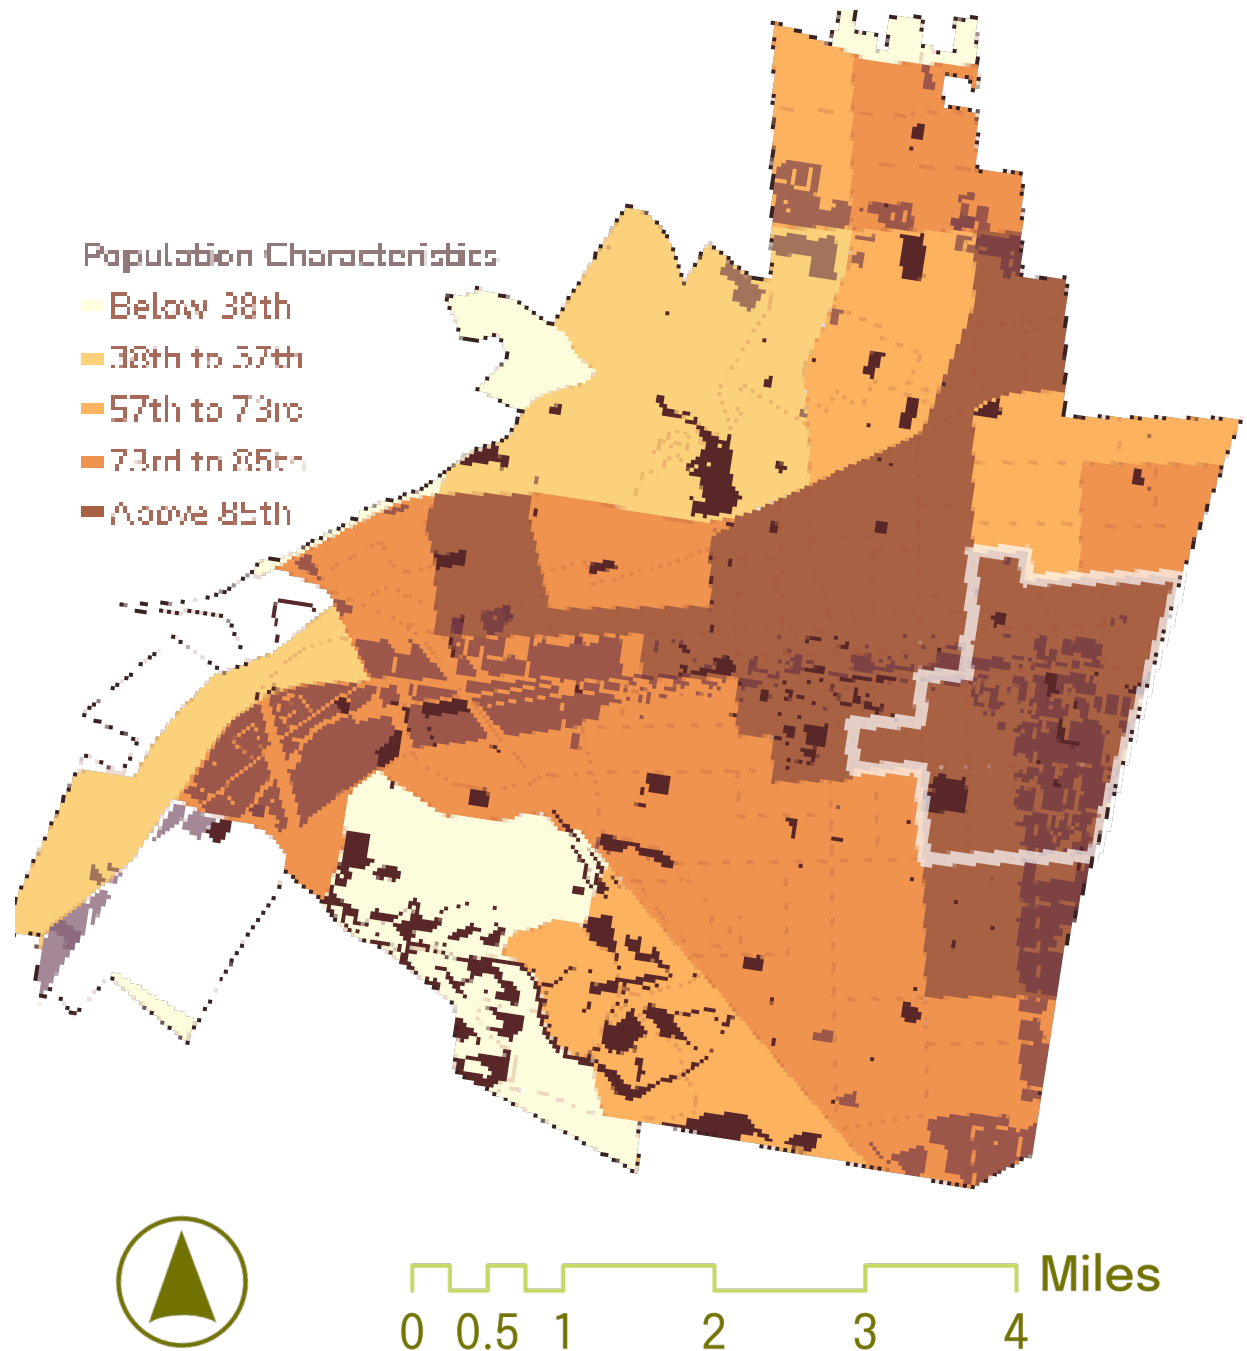 Population Characteristics
Below 38th
38th to 57th
57th to 73rd
73rd to 85th
Above 85th
Miles
0 0.5 1 2 3 4